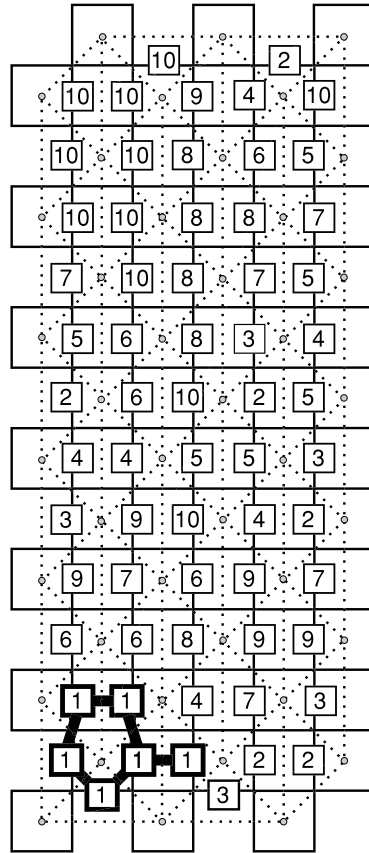 10 2
10 10 9 4 10
10 10 8 6 5
10 10 8 8 7
7 10 8 7 5
5 6 8 3 4
2 6 10 2 5
4 4 5 5 3
3 9 10 4 2
9 7 6 9 7
6 6 8 9 9
1 1 4 7 3
1 1 1 2 2
1 3